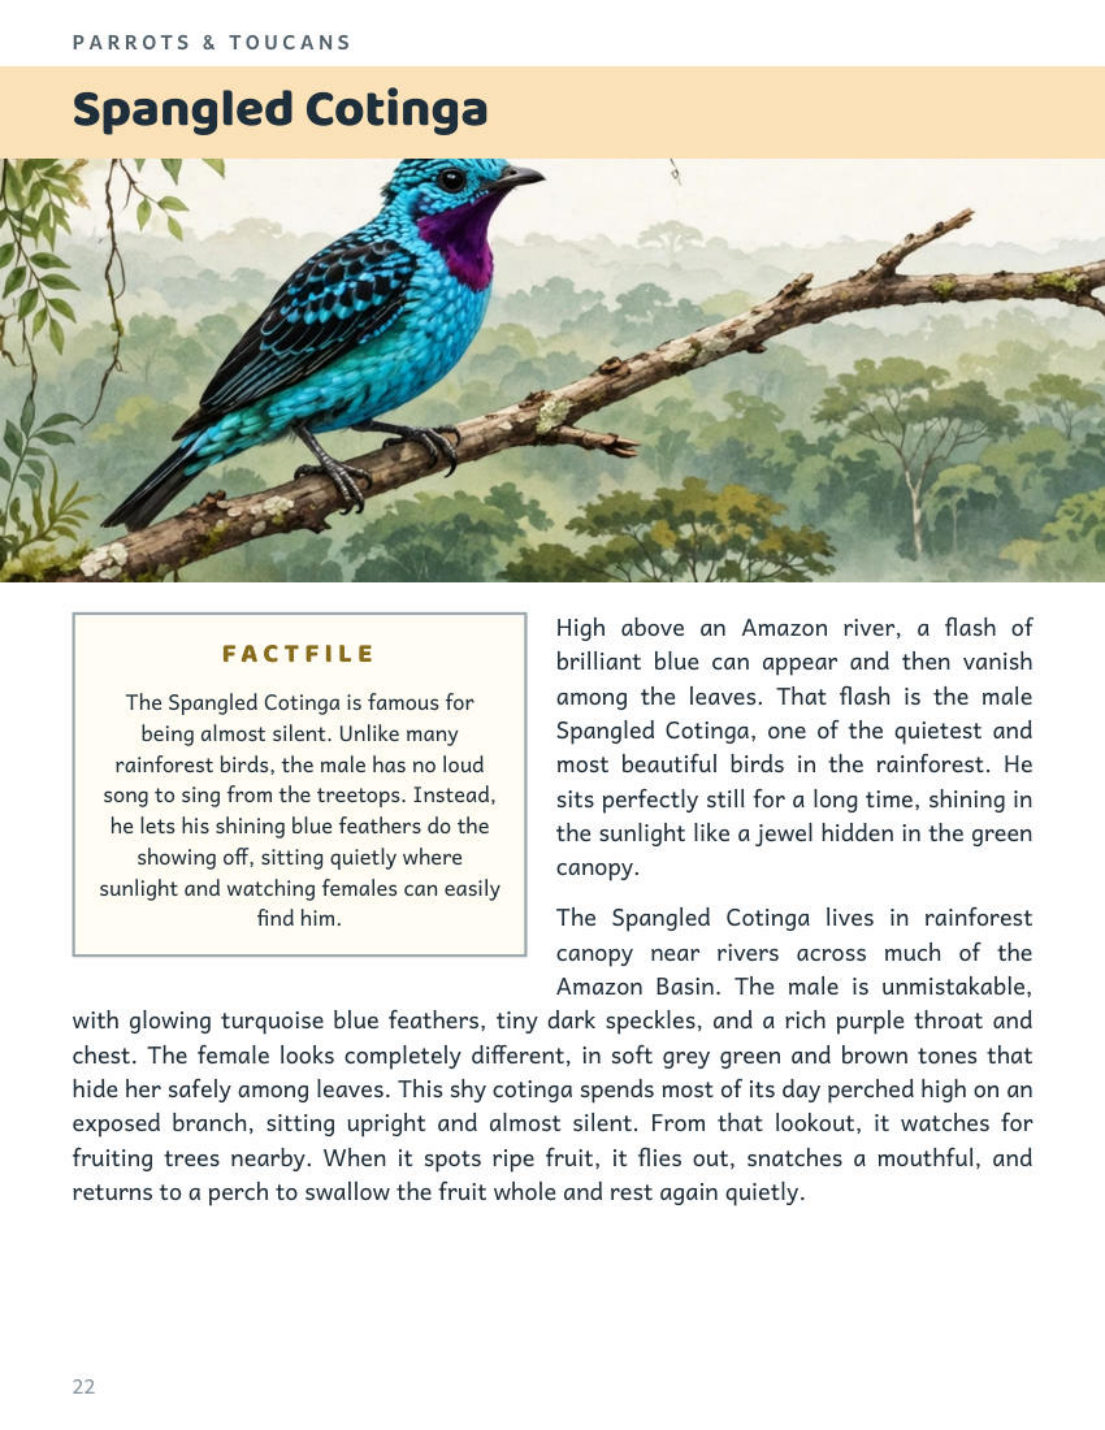 PARROTS & TOUCANS
Spangled Cotinga
FACTFILE
The Spangled Cotinga is famous for
being almost silent. Unlike many
rainforest birds, the male has no loud
song to sing from the treetops. Instead,
he lets his shining blue feathers do the
showing off, sitting quietly where
sunlight and watching females can easily
find him.
High above an Amazon river, a flash of
brilliant blue can appear and then vanish
among the leaves. That flash is the male
Spangled Cotinga, one of the quietest and
most beautiful birds in the rainforest. He
sits perfectly still for a long time, shining in
the sunlight like a jewel hidden in the green
canopy.
The Spangled Cotinga lives in rainforest
canopy near rivers across much of the
Amazon Basin. The male is unmistakable,
with glowing turquoise blue feathers, tiny dark speckles, and a rich purple throat and
chest. The female looks completely different, in soft grey green and brown tones that
hide her safely among leaves. This shy cotinga spends most of its day perched high on an
exposed branch, sitting upright and almost silent. From that lookout, it watches for
fruiting trees nearby. When it spots ripe fruit, it flies out, snatches a mouthful, and
returns to a perch to swallow the fruit whole and rest again quietly.
22